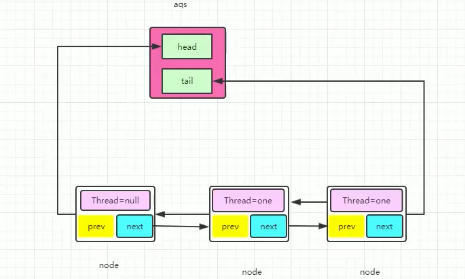 aqs
head
tail
Thread=null
prev next
node
Thread=one
prev next
node
Thread=one
prev next
node